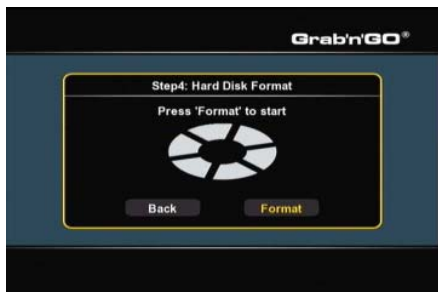 Grab'n'GO®
Step4: Hard Disk Format
Press 'Format' to start
Back
Format